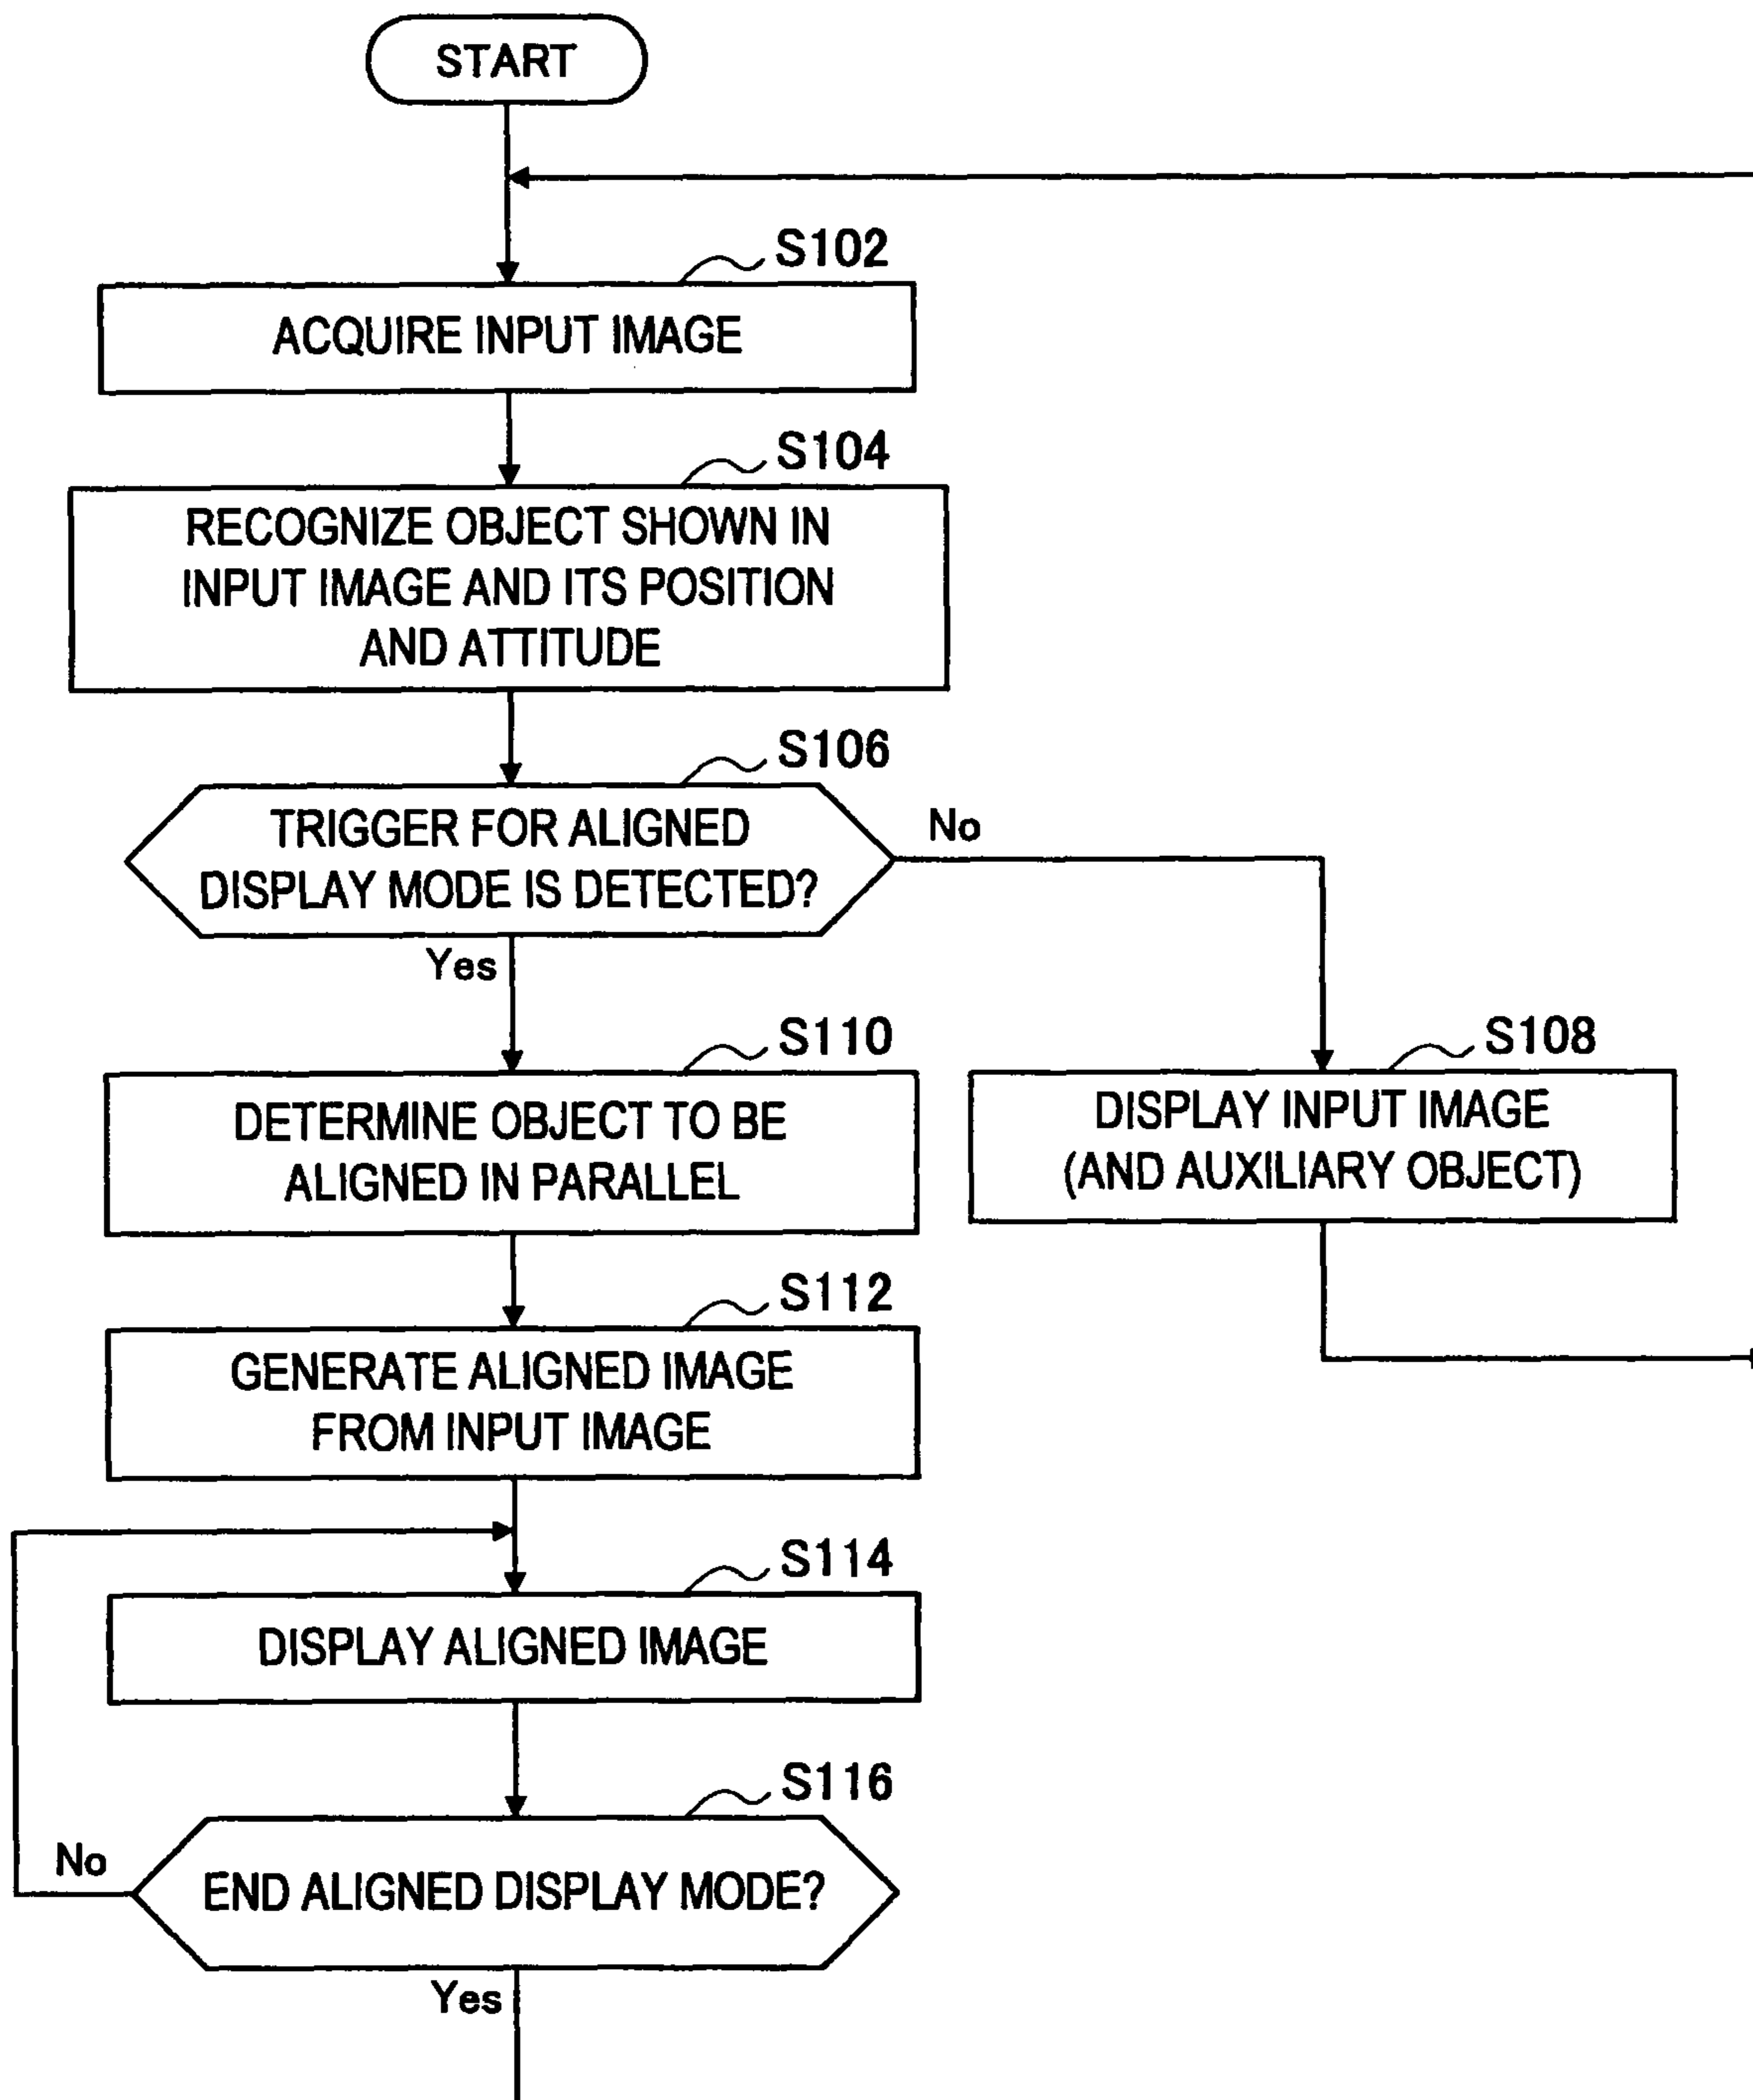 START
S102
ACQUIRE INPUT IMAGE
S104
RECOGNIZE OBJECT SHOWN IN
INPUT IMAGE AND ITS POSITION
AND ATTITUDE
S106
TRIGGER FOR ALIGNED
DISPLAY MODE IS DETECTED?
No
Yes
S110
DETERMINE OBJECT TO BE
ALIGNED IN PARALLEL
S108
DISPLAY INPUT IMAGE
(AND AUXILIARY OBJECT)
S112
GENERATE ALIGNED IMAGE
FROM INPUT IMAGE
S114
DISPLAY ALIGNED IMAGE
S116
No
END ALIGNED DISPLAY MODE?
Yes